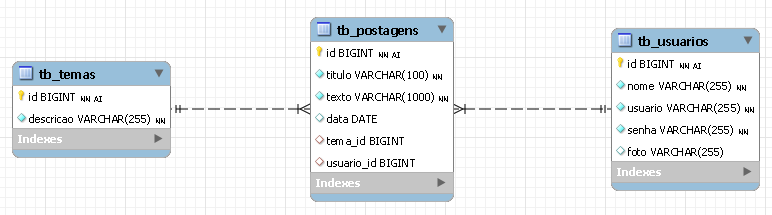 tb_temas
id BIGINT NN AI
descricao VARCHAR(255) NN
Indexes
tb_postagens
id BIGINT NN AI
titulo VARCHAR(100) NN
texto VARCHAR(1000) NN
data DATE
tema_id BIGINT
usuario_id BIGINT
Indexes
tb_usuarios
id BIGINT NN AI
nome VARCHAR(255) NN
usuario VARCHAR(255) NN
senha VARCHAR(255) NN
foto VARCHAR(255)
Indexes